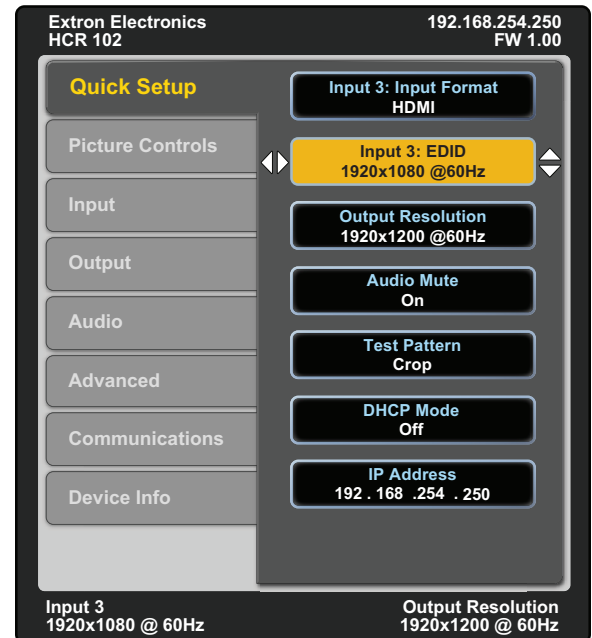 Extron Electronics
HCR 102
192.168.254.250
FW 1.00
Quick Setup
Picture Controls
Input
Output
Audio
Advanced
Communications
Device Info
Input 3: Input Format
HDMI
Input 3: EDID
1920x1080 @60Hz
Output Resolution
1920x1200 @60Hz
Audio Mute
On
Test Pattern
Crop
DHCP Mode
Off
IP Address
192 . 168 .254 . 250
Input 3
1920x1080 @ 60Hz
Output Resolution
1920x1200 @ 60Hz